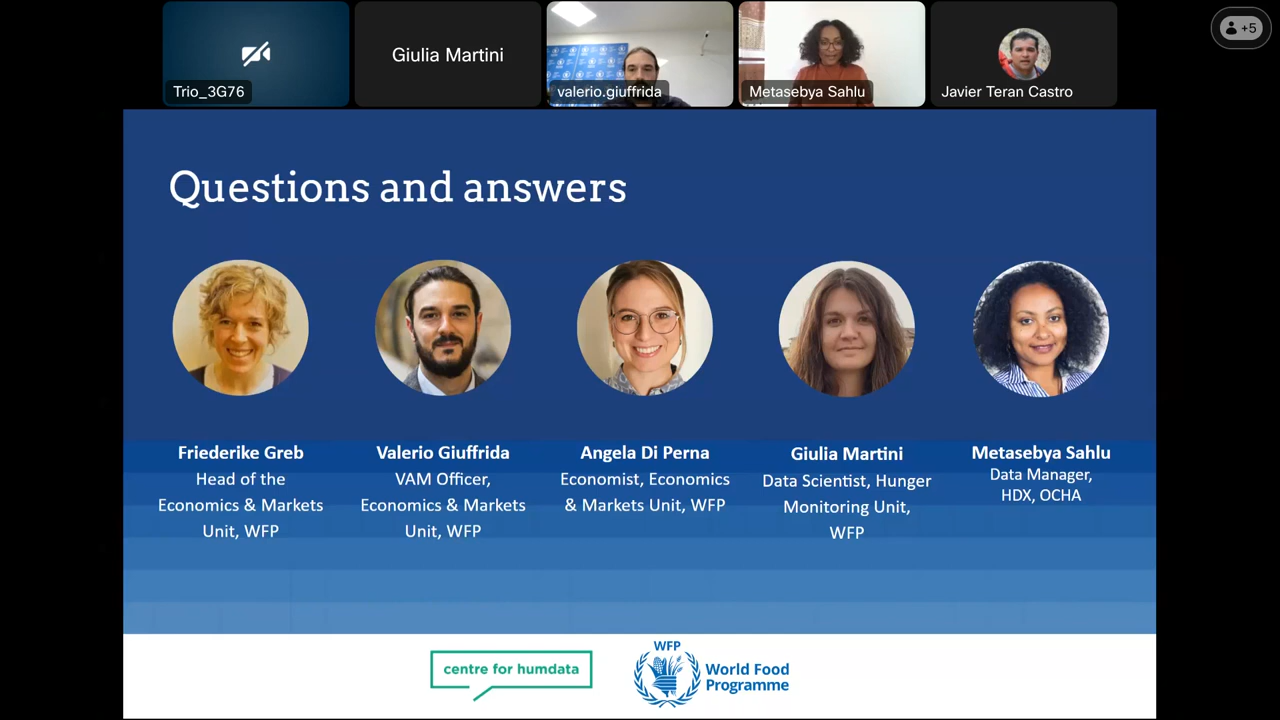 Trio_3G76
Giulia Martini
valerio.giuffrida
Metasebya Sahlu
Javier Teran Castro
+5
Questions and answers
Friederike Greb
Head of the
Economics & Markets
Unit, WFP
Valerio Giuffrida
VAM Officer,
Economics & Markets
Unit, WFP
Angela Di Perna
Economist, Economics
& Markets Unit, WFP
Giulia Martini
Data Scientist, Hunger
Monitoring Unit,
WFP
Metasebya Sahlu
Data Manager,
HDX, OCHA
centre for humdata
WFP
World Food
Programme